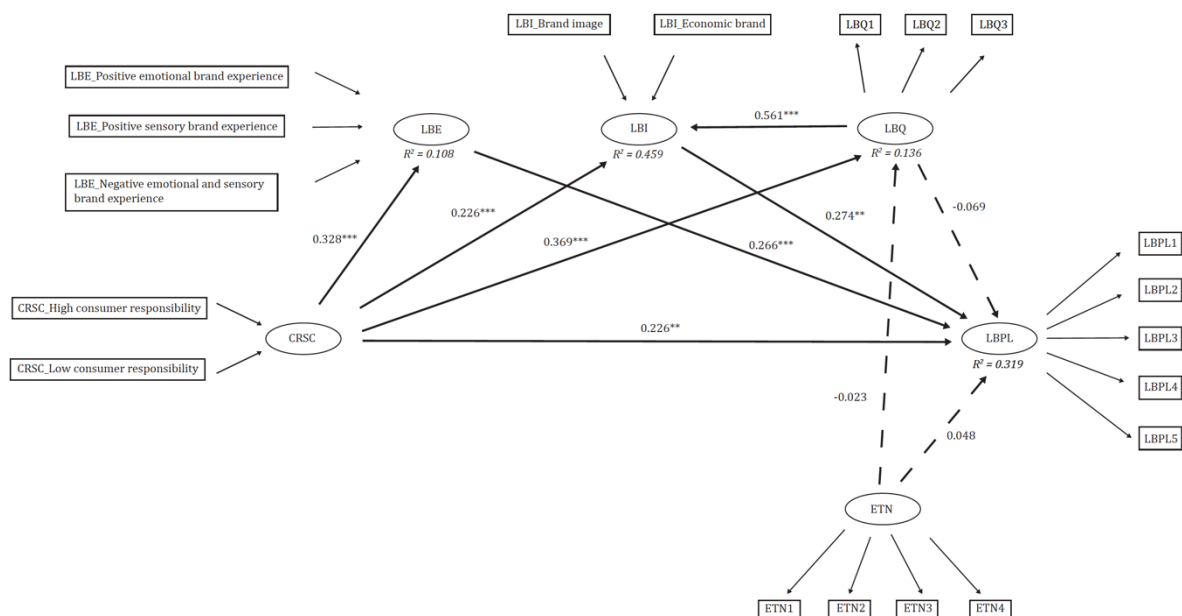 LBI_Brand image
LBI_Economic brand
LBQ1
LBQ2
LBQ3
LBE_Positive emotional brand experience
LBE_Positive sensory brand experience
LBE_Negative emotional and sensory
brand experience
LBE
R² = 0.108
LBI
R² = 0.459
0.561***
LBQ
R² = 0.136
0.328***
0.226***
0.369***
0.266***
0.274**
-0.069
CRSC_High consumer responsibility
CRSC_Low consumer responsibility
CRSC
0.226**
LBPL
R² = 0.319
LBPL1
LBPL2
LBPL3
LBPL4
LBPL5
-0.023
0.048
ETN
ETN1
ETN2
ETN3
ETN4